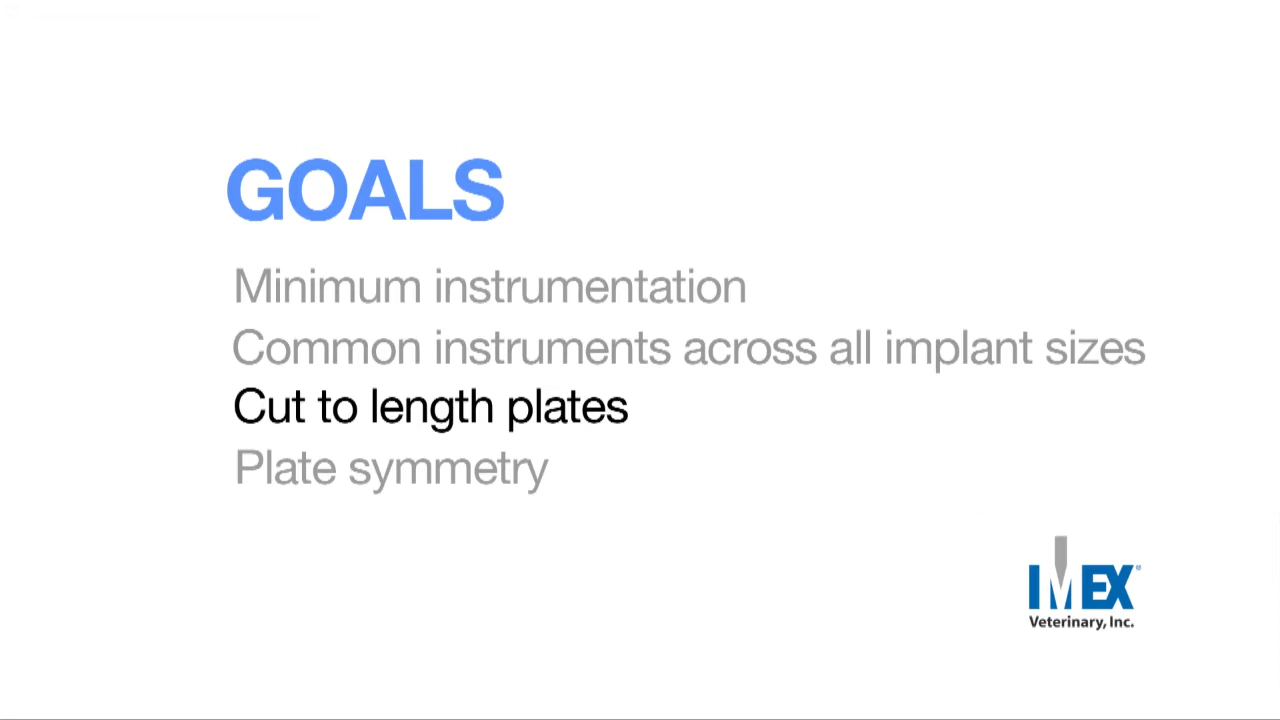 GOALS
Minimum instrumentation
Common instruments across all implant sizes
Cut to length plates
Plate symmetry
IMEX®
Veterinary, Inc.